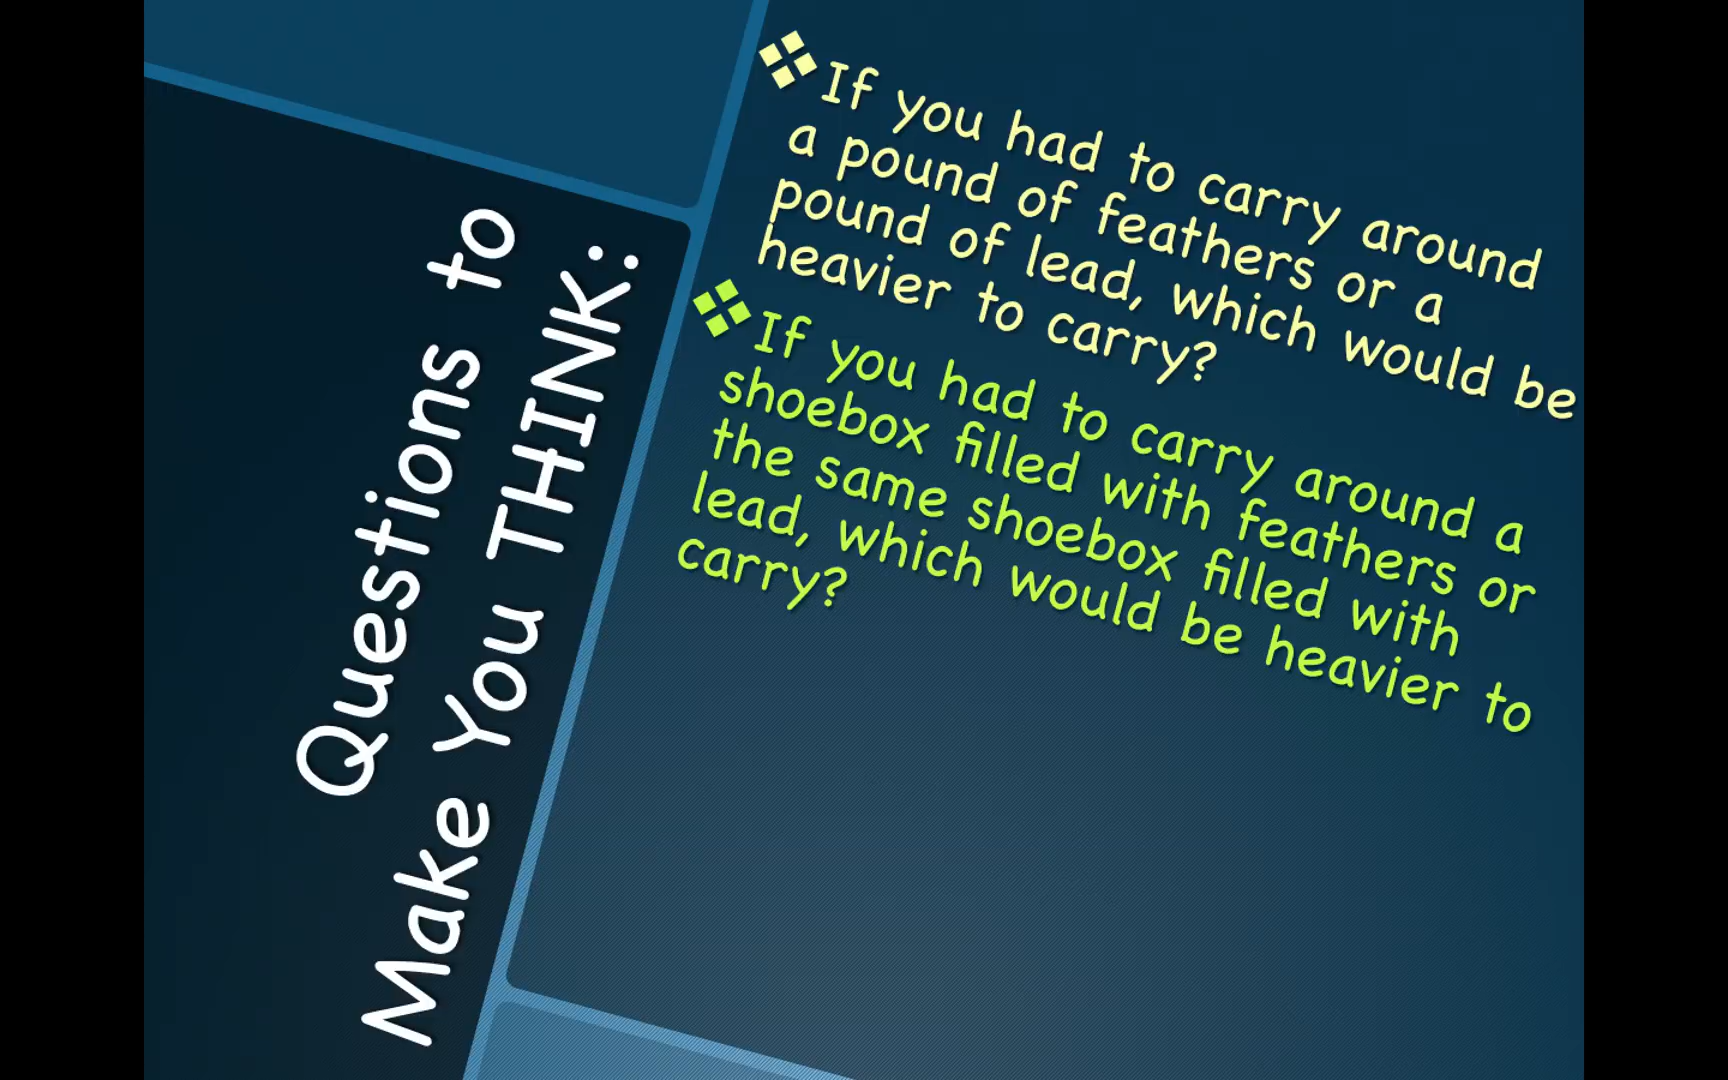 Questions to
Make You THINK:
❖If you had to carry around
a pound of feathers or a
pound of lead, which would be
heavier to carry?
❖If you had to carry around a
shoebox filled with feathers or
the same shoebox filled with
lead, which would be heavier to
carry?